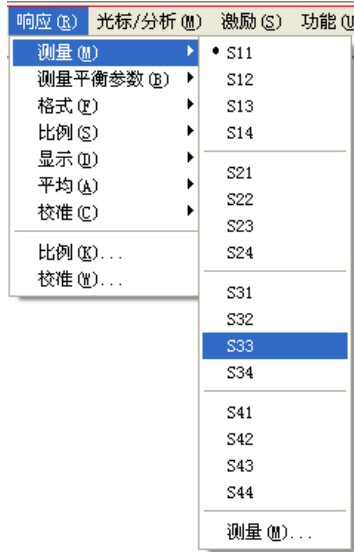 响应(R) 光标/分析(M) 激励(S) 功能(U
测量(M)
测量平衡参数(B)
格式(F)
比例(S)
显示(D)
平均(A)
校准(C)
比例(K)...
校准(W)...
• S11
S12
S13
S14
S21
S22
S23
S24
S31
S32
S33
S34
S41
S42
S43
S44
测量(M)...